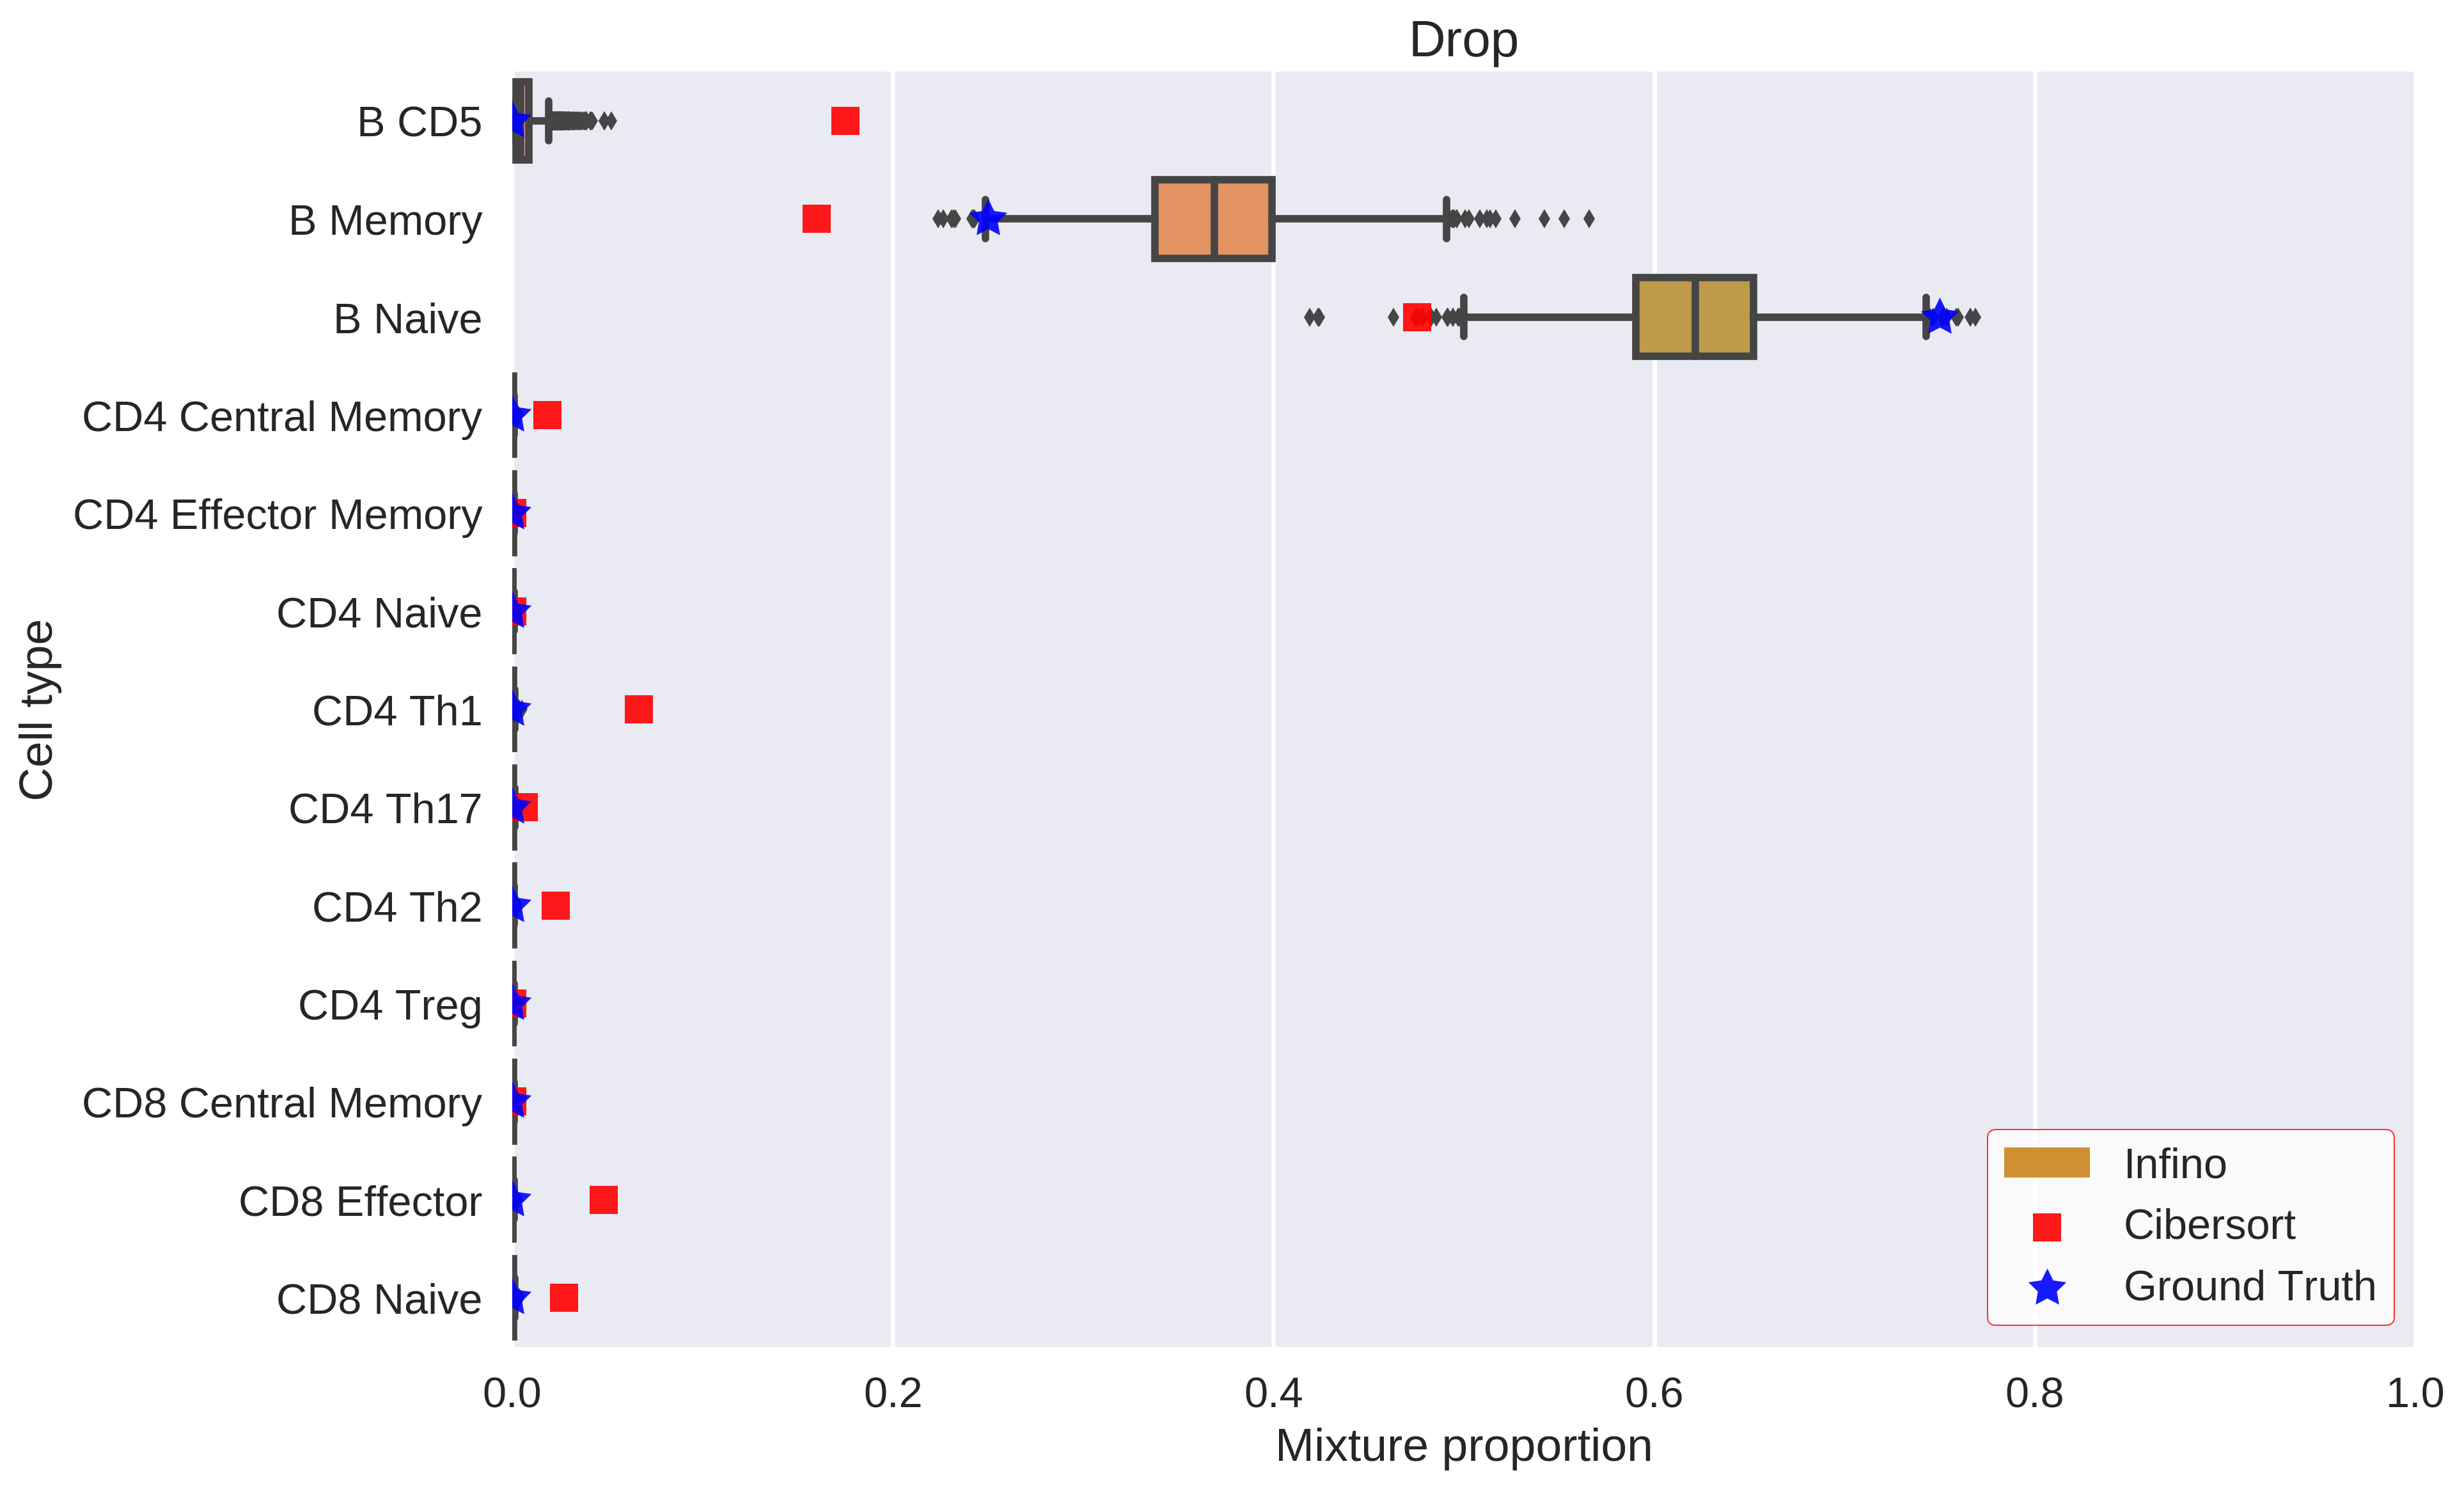 Drop
B CD5
B Memory
B Naive
CD4 Central Memory
CD4 Effector Memory
CD4 Naive
CD4 Th1
CD4 Th17
CD4 Th2
CD4 Treg
CD8 Central Memory
CD8 Effector
CD8 Naive
Cell type
Infino
Cibersort
Ground Truth
0.0 0.2 0.4 0.6 0.8 1.0
Mixture proportion